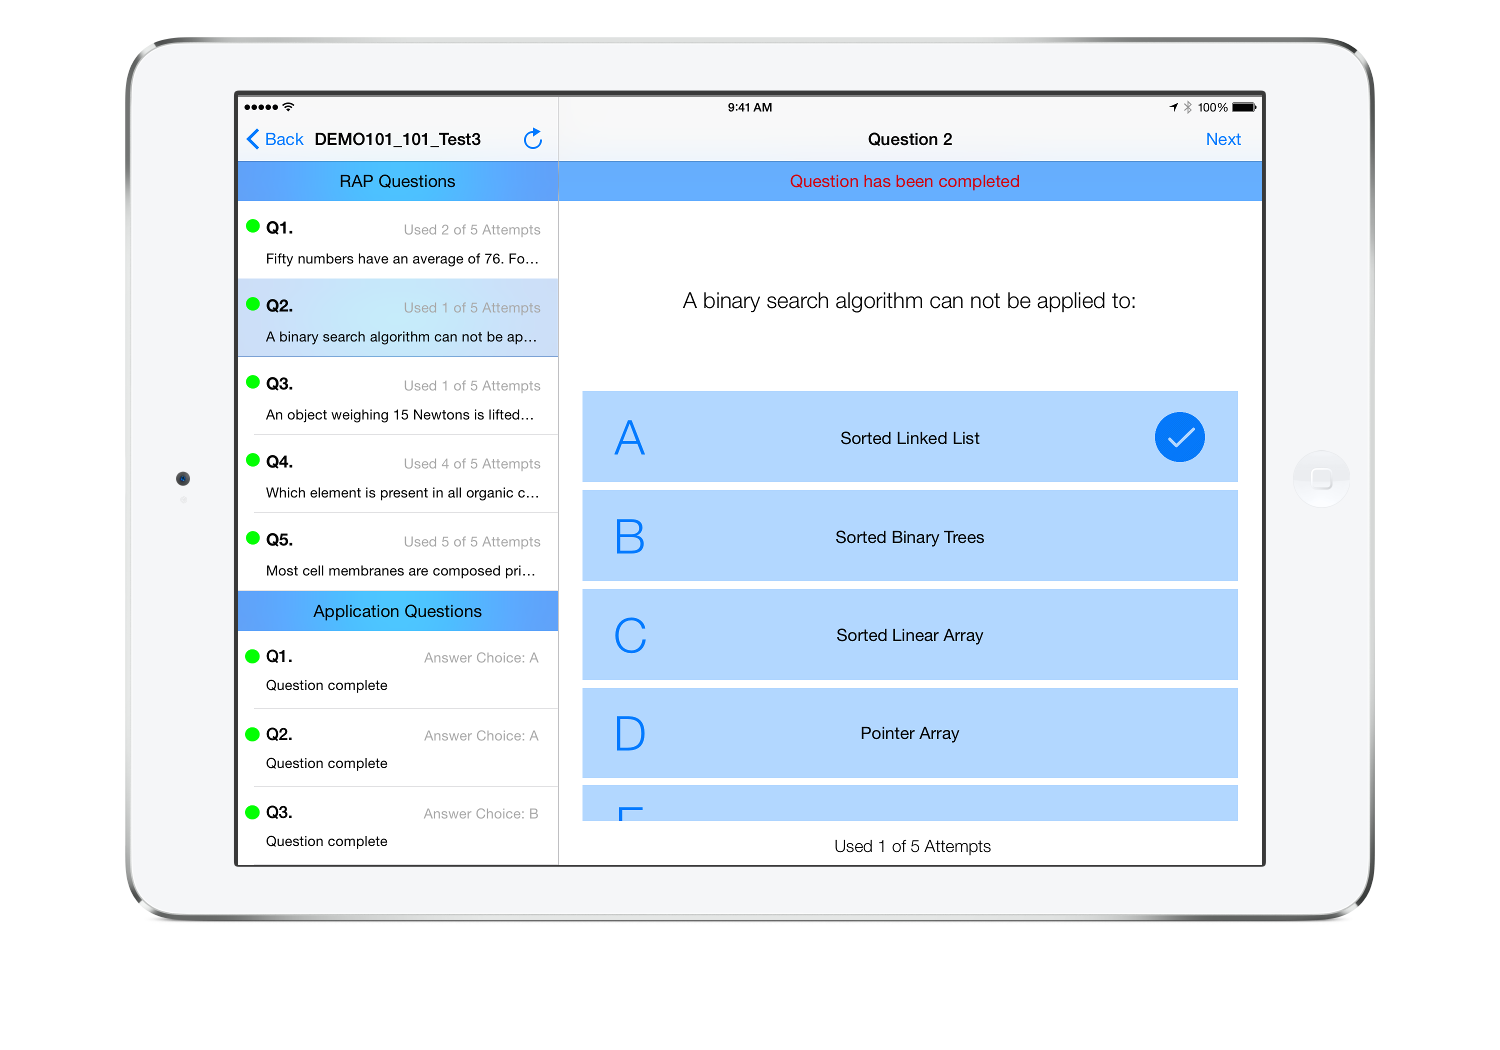 9:41 AM
100%
Back DEMO101_101_Test3
Question 2
Next
RAP Questions
Question has been completed
Q1. Used 2 of 5 Attempts
Fifty numbers have an average of 76. Fo...
Q2. Used 1 of 5 Attempts
A binary search algorithm can not be ap...
Q3. Used 1 of 5 Attempts
An object weighing 15 Newtons is lifted...
Q4. Used 4 of 5 Attempts
Which element is present in all organic c...
Q5. Used 5 of 5 Attempts
Most cell membranes are composed pri...
Application Questions
Q1. Answer Choice: A
Question complete
Q2. Answer Choice: A
Question complete
Q3. Answer Choice: B
Question complete
A binary search algorithm can not be applied to:
A Sorted Linked List
B Sorted Binary Trees
C Sorted Linear Array
D Pointer Array
Used 1 of 5 Attempts